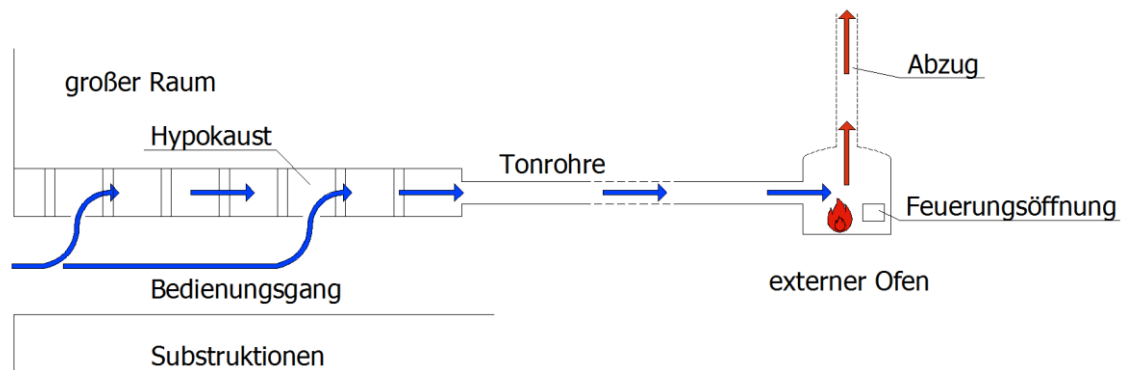 großer Raum
Hypokaust
Tonrohre
Abzug
Feuerungsöffnung
externer Ofen
Bedienungsgang
Substruktionen